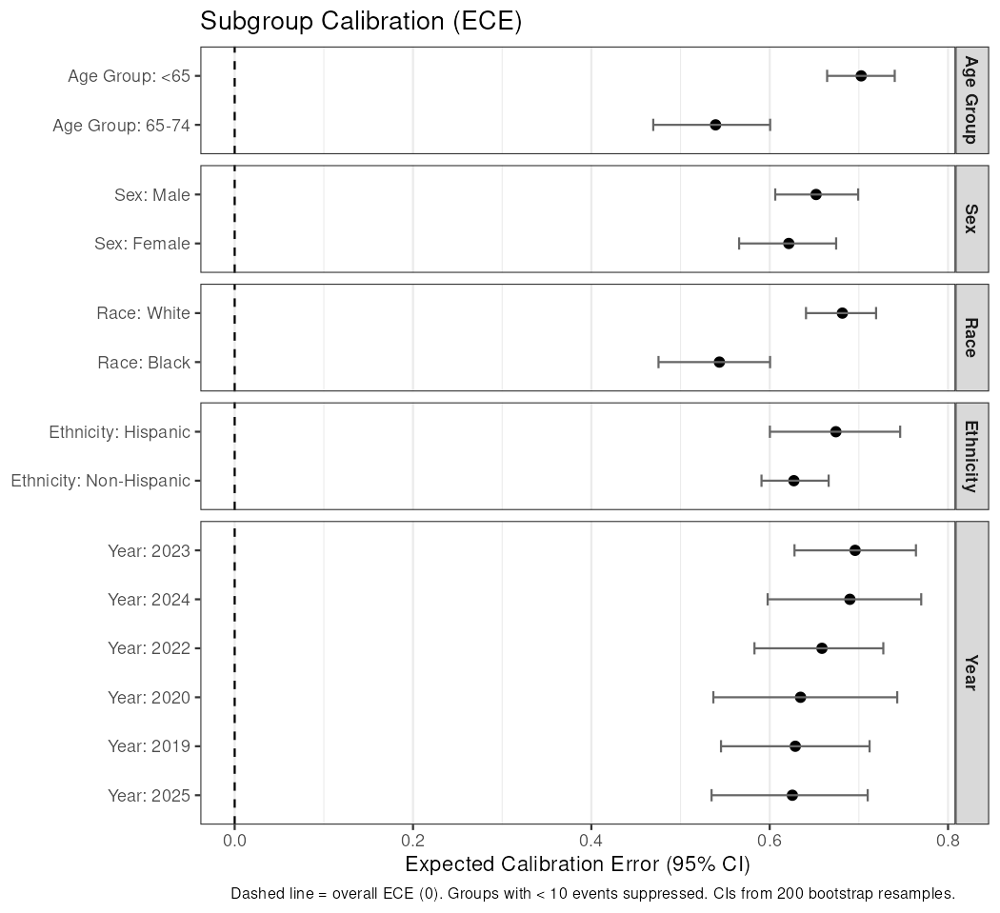 Subgroup Calibration (ECE)
Age Group: <65
Age Group: 65-74
Age Group
Sex: Male
Sex: Female
Sex
Race: White
Race: Black
Race
Ethnicity: Hispanic
Ethnicity: Non-Hispanic
Ethnicity
Year: 2023
Year: 2024
Year: 2022
Year: 2020
Year: 2019
Year: 2025
Year
0.0 0.2 0.4 0.6 0.8
Expected Calibration Error (95% CI)
Dashed line = overall ECE (0). Groups with < 10 events suppressed. CIs from 200 bootstrap resamples.